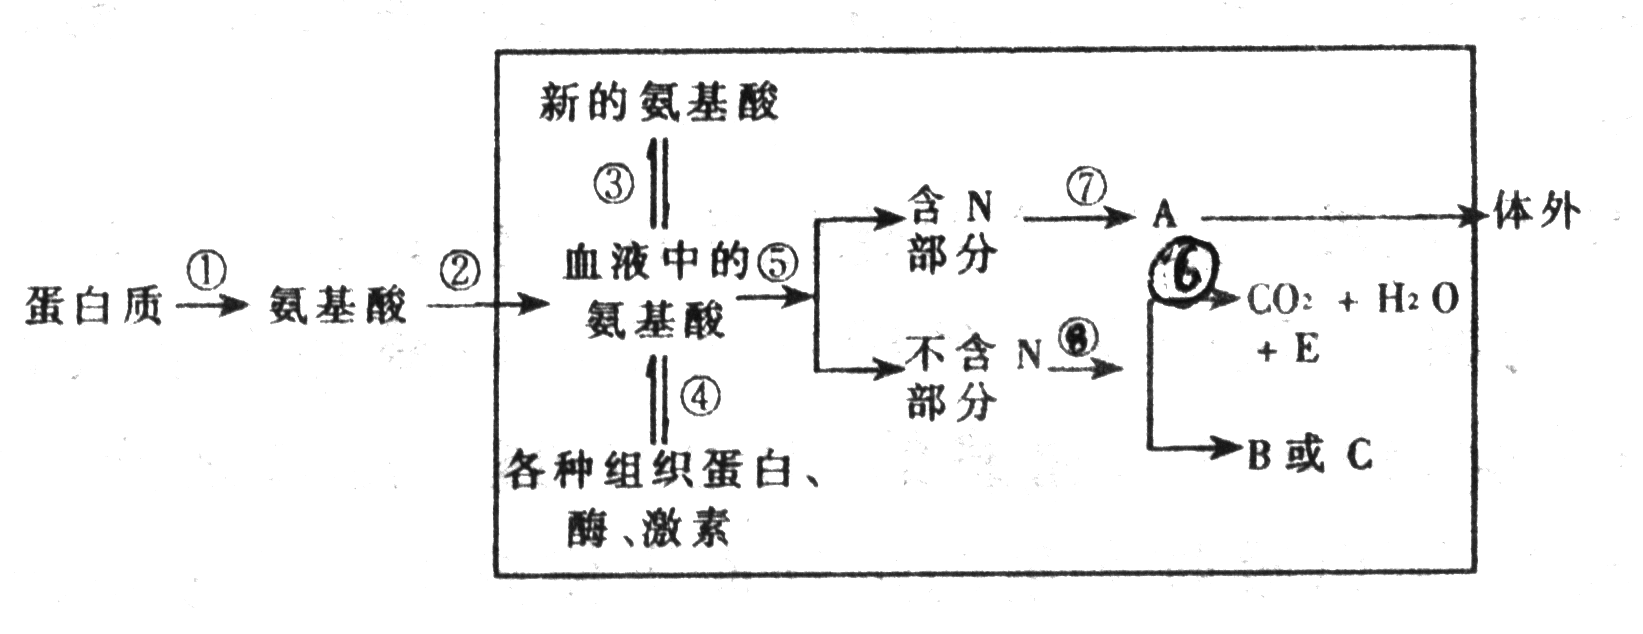 新的氨基酸
③
含 N
部分
⑦
A
体外
血液中的
氨基酸
⑤
⑥
蛋白质
①
氨基酸
②
CO₂ + H₂O
+ E
不含 N
部分
⑧
④
B或 C
各种组织蛋白、
酶、激素